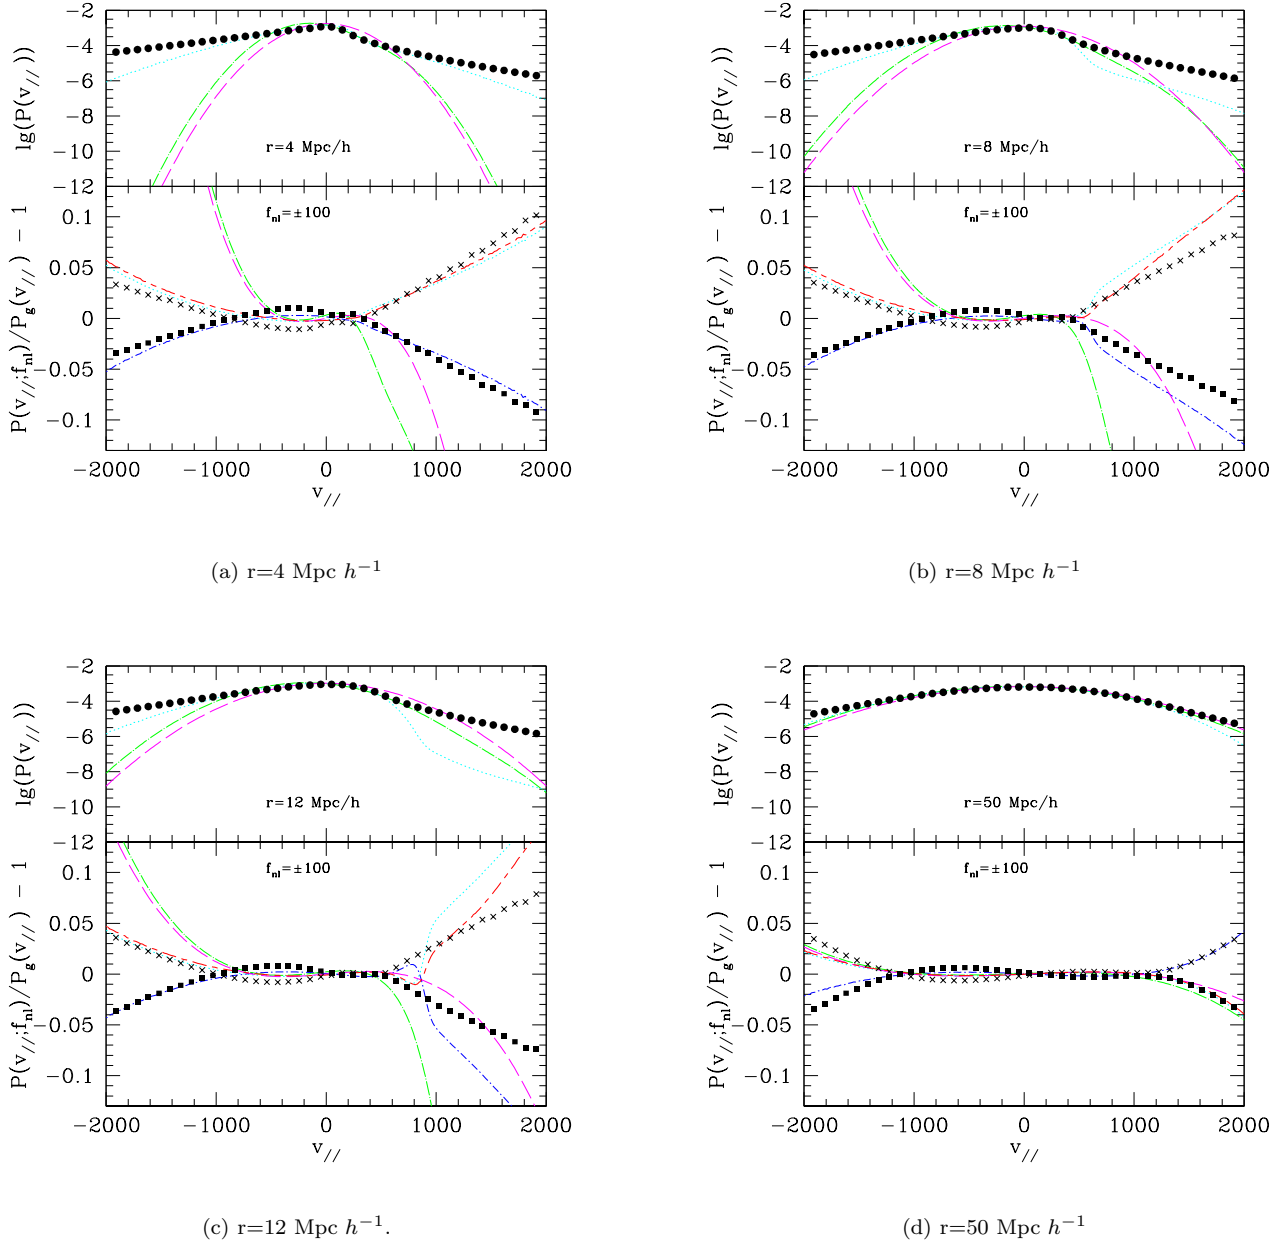 −2
−4
−6
−8
−10
−12
lg(P(v//))
r=4 Mpc/h
0.1
0.05
0
−0.05
−0.1
P(v//;fnl)/Pg(v//) − 1
fnl=±100
−2000 −1000 0 1000 2000
v//
(a) r=4 Mpc h−1
−2
−4
−6
−8
−10
−12
lg(P(v//))
r=8 Mpc/h
0.1
0.05
0
−0.05
−0.1
P(v//;fnl)/Pg(v//) − 1
fnl=±100
−2000 −1000 0 1000 2000
v//
(b) r=8 Mpc h−1
−2
−4
−6
−8
−10
−12
lg(P(v//))
r=12 Mpc/h
0.1
0.05
0
−0.05
−0.1
P(v//;fnl)/Pg(v//) − 1
fnl=±100
−2000 −1000 0 1000 2000
v//
(c) r=12 Mpc h−1.
−2
−4
−6
−8
−10
−12
lg(P(v//))
r=50 Mpc/h
0.1
0.05
0
−0.05
−0.1
P(v//;fnl)/Pg(v//) − 1
fnl=±100
−2000 −1000 0 1000 2000
v//
(d) r=50 Mpc h−1